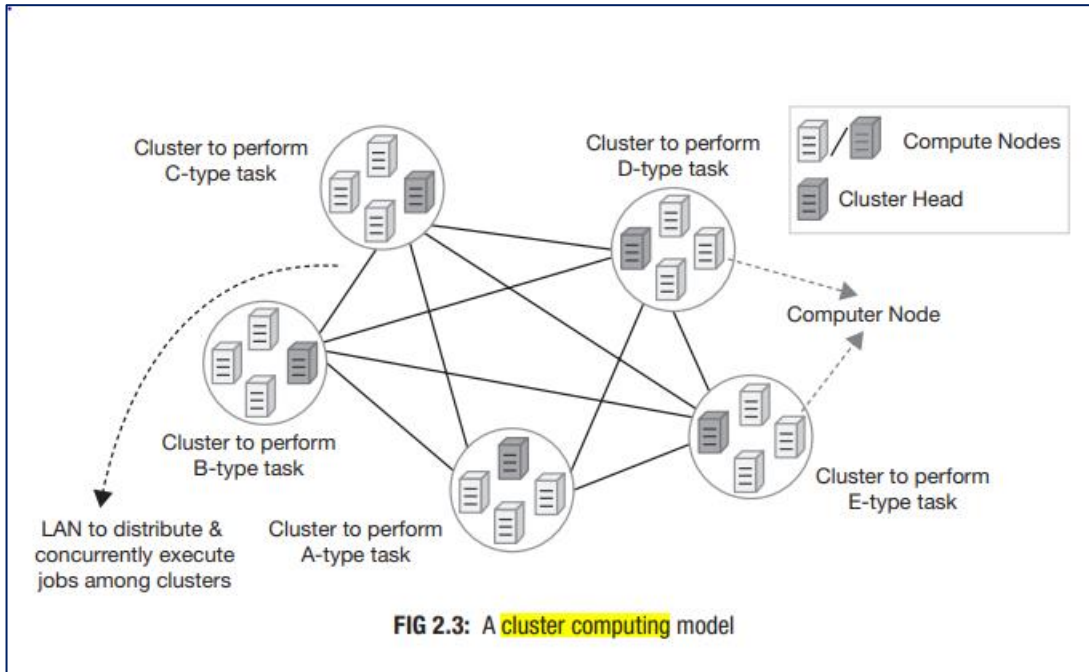 Cluster to perform
C-type task
Cluster to perform
D-type task
Compute Nodes
Cluster Head
Computer Node
Cluster to perform
B-type task
Cluster to perform
E-type task
LAN to distribute &
concurrently execute
jobs among clusters
Cluster to perform
A-type task
FIG 2.3: A cluster computing model